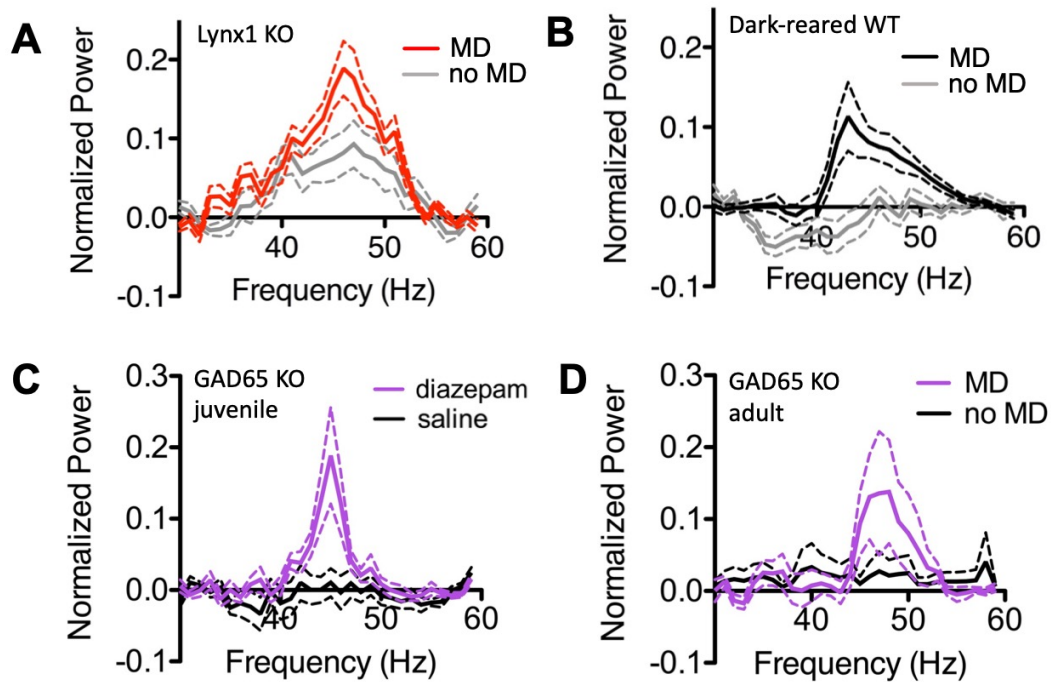 A
Lynx1 KO
MD
no MD
Normalized Power
0.2
0.1
0.0
-0.1
40
50
60
Frequency (Hz)
B
Dark-reared WT
MD
no MD
Normalized Power
0.2
0.1
0.0
-0.1
40
50
60
Frequency (Hz)
C
GAD65 KO
juvenile
diazepam
saline
Normalized Power
0.3
0.2
0.1
0.0
-0.1
40
50
60
Frequency (Hz)
D
GAD65 KO
adult
MD
no MD
Normalized Power
0.3
0.2
0.1
0.0
-0.1
40
50
60
Frequency (Hz)